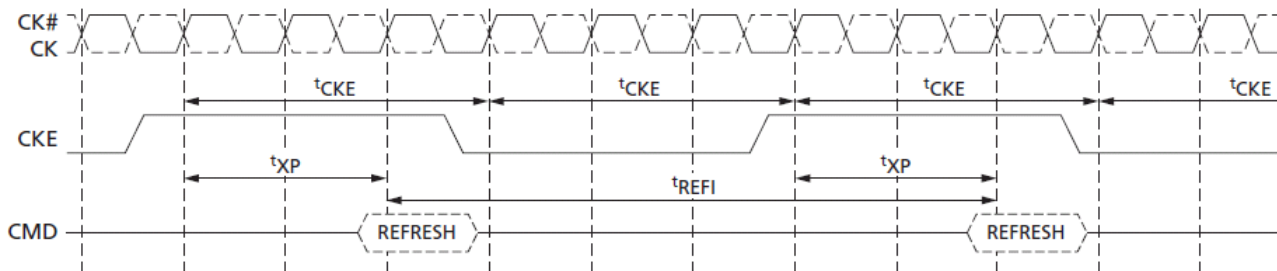 CK#
CK
tCKE tCKE tCKE tCKE
CKE
tXP tXP
tREFI
CMD REFRESH REFRESH